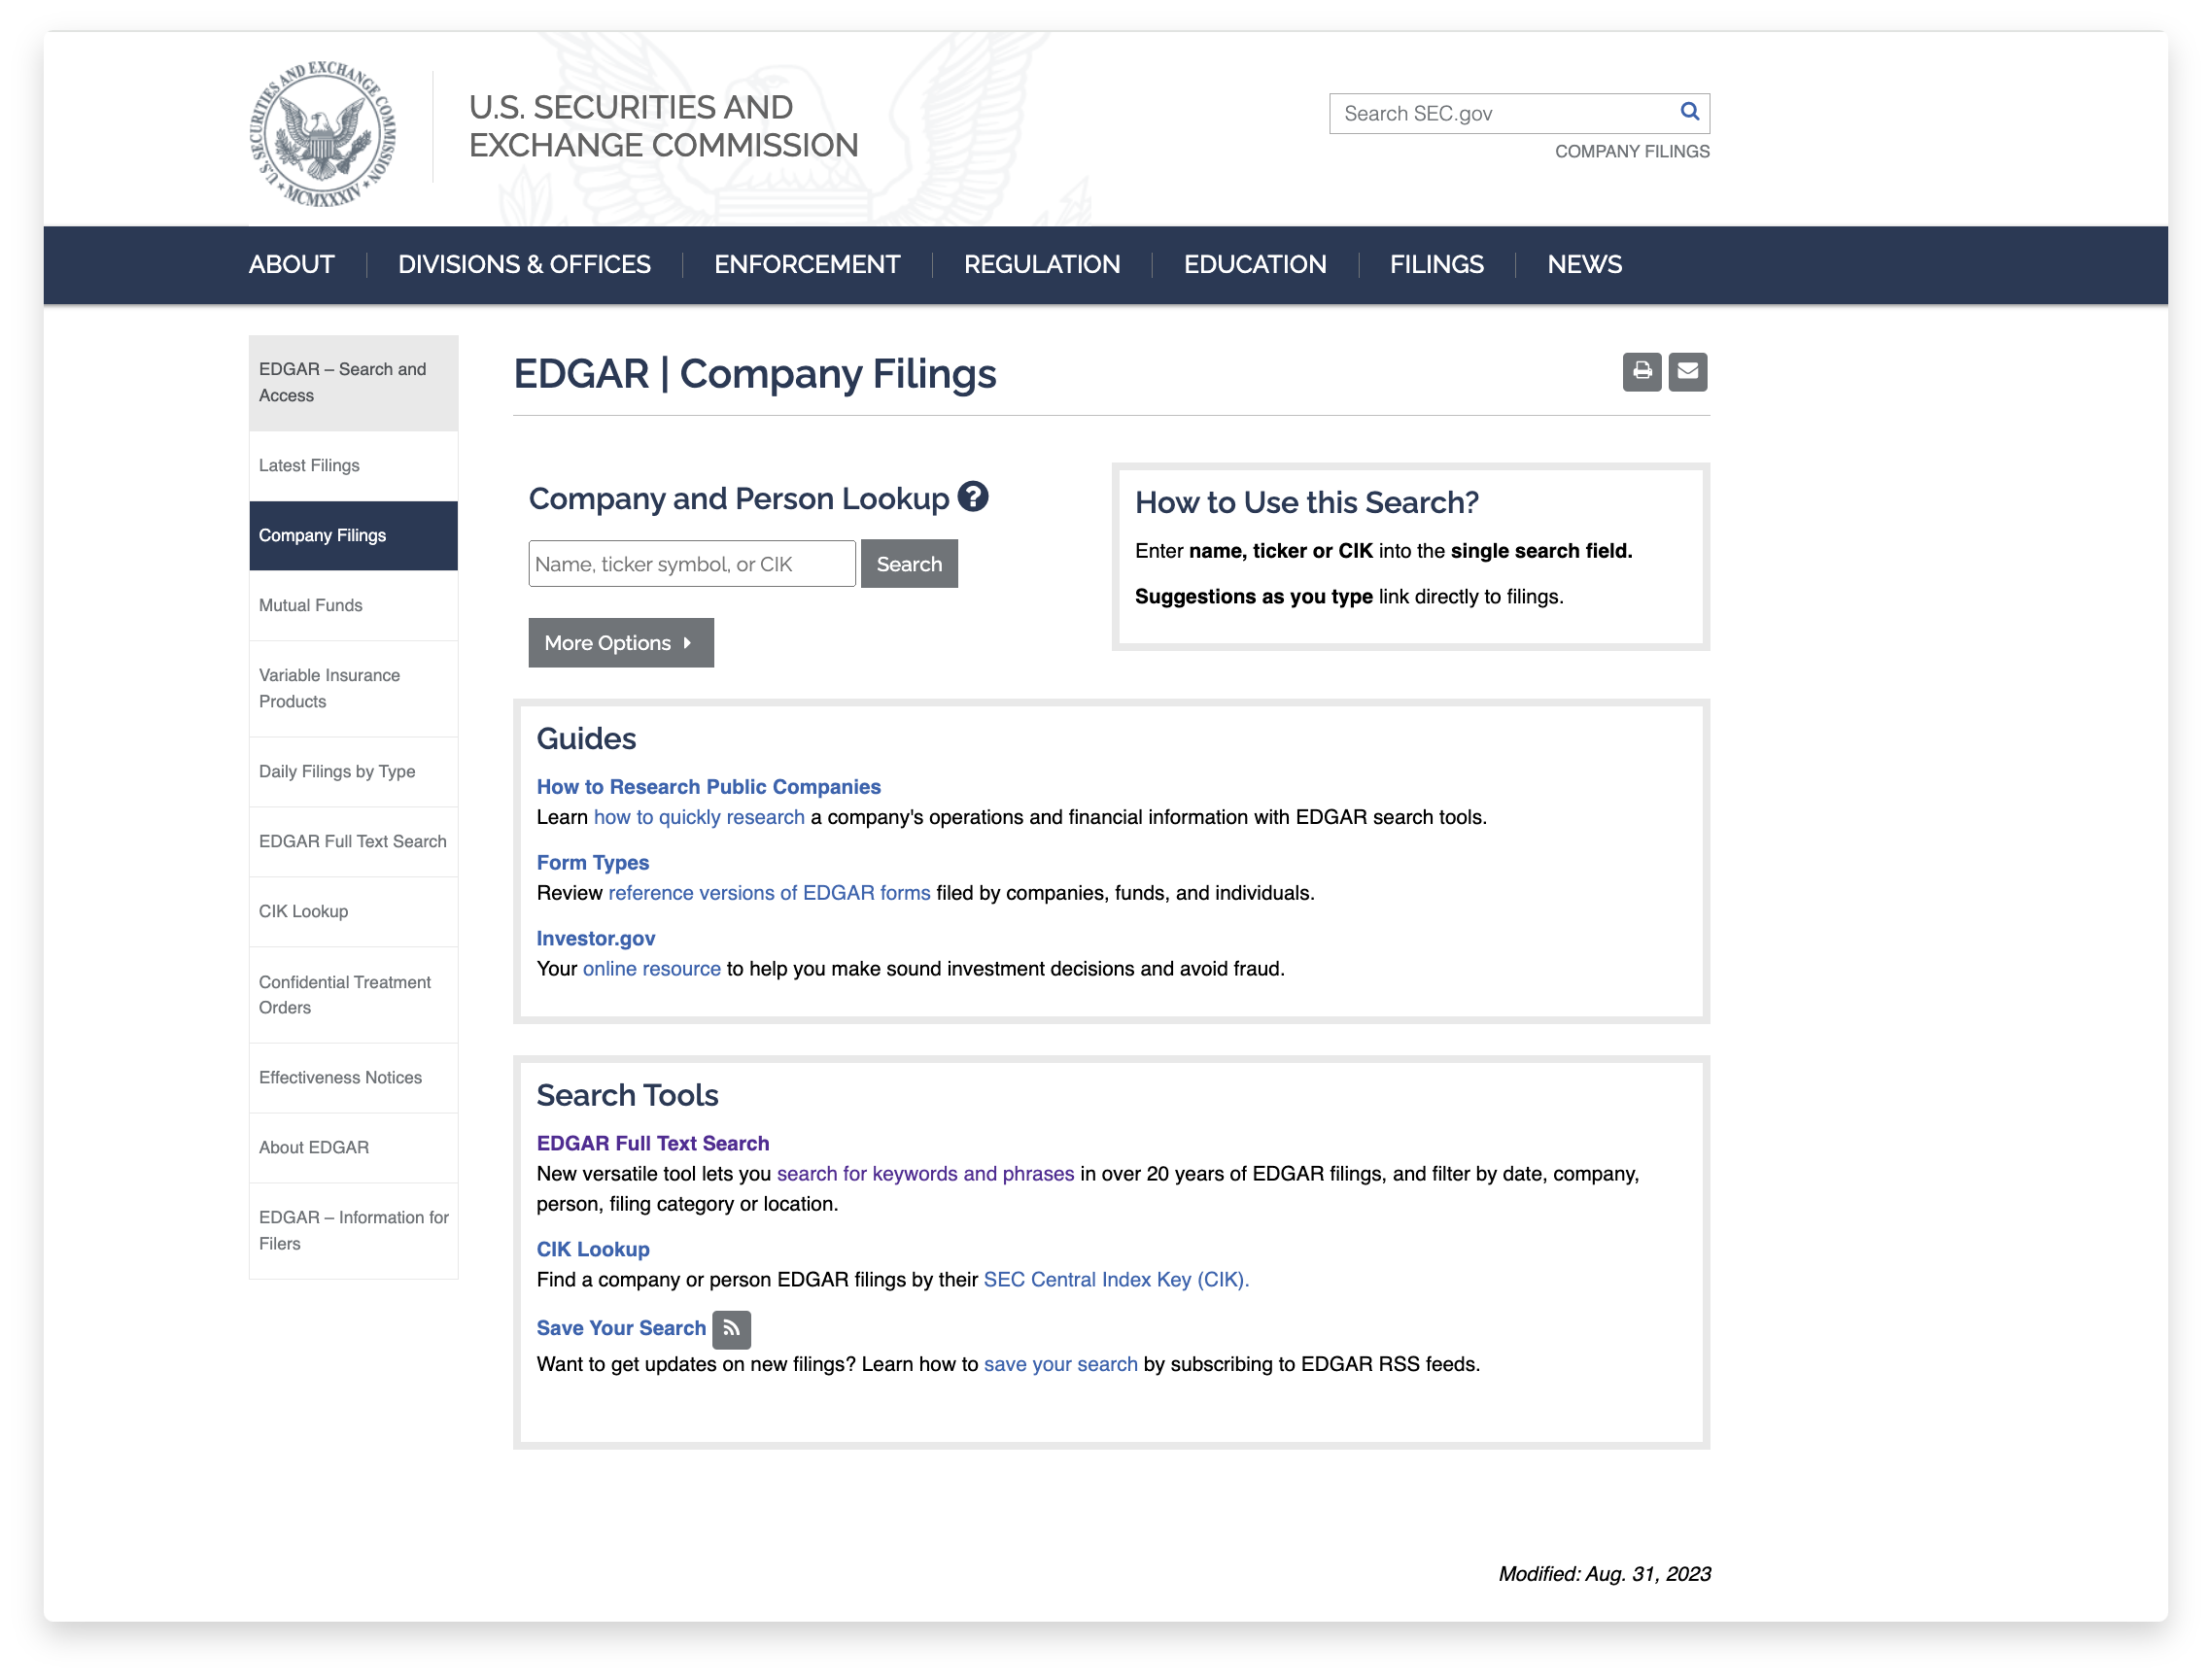 U.S. SECURITIES AND EXCHANGE COMMISSION
MCMXXXIV
U.S. SECURITIES AND
EXCHANGE COMMISSION
Search SEC.gov
COMPANY FILINGS
ABOUT
DIVISIONS & OFFICES
ENFORCEMENT
REGULATION
EDUCATION
FILINGS
NEWS
EDGAR – Search and
Access
Latest Filings
Company Filings
Mutual Funds
Variable Insurance
Products
Daily Filings by Type
EDGAR Full Text Search
CIK Lookup
Confidential Treatment
Orders
Effectiveness Notices
About EDGAR
EDGAR – Information for
Filers
EDGAR | Company Filings
Company and Person Lookup ?
Name, ticker symbol, or CIK
Search
More Options
How to Use this Search?
Enter name, ticker or CIK into the single search field.
Suggestions as you type link directly to filings.
Guides
How to Research Public Companies
Learn how to quickly research a company's operations and financial information with EDGAR search tools.
Form Types
Review reference versions of EDGAR forms filed by companies, funds, and individuals.
Investor.gov
Your online resource to help you make sound investment decisions and avoid fraud.
Search Tools
EDGAR Full Text Search
New versatile tool lets you search for keywords and phrases in over 20 years of EDGAR filings, and filter by date, company,
person, filing category or location.
CIK Lookup
Find a company or person EDGAR filings by their SEC Central Index Key (CIK).
Save Your Search
Want to get updates on new filings? Learn how to save your search by subscribing to EDGAR RSS feeds.
Modified: Aug. 31, 2023